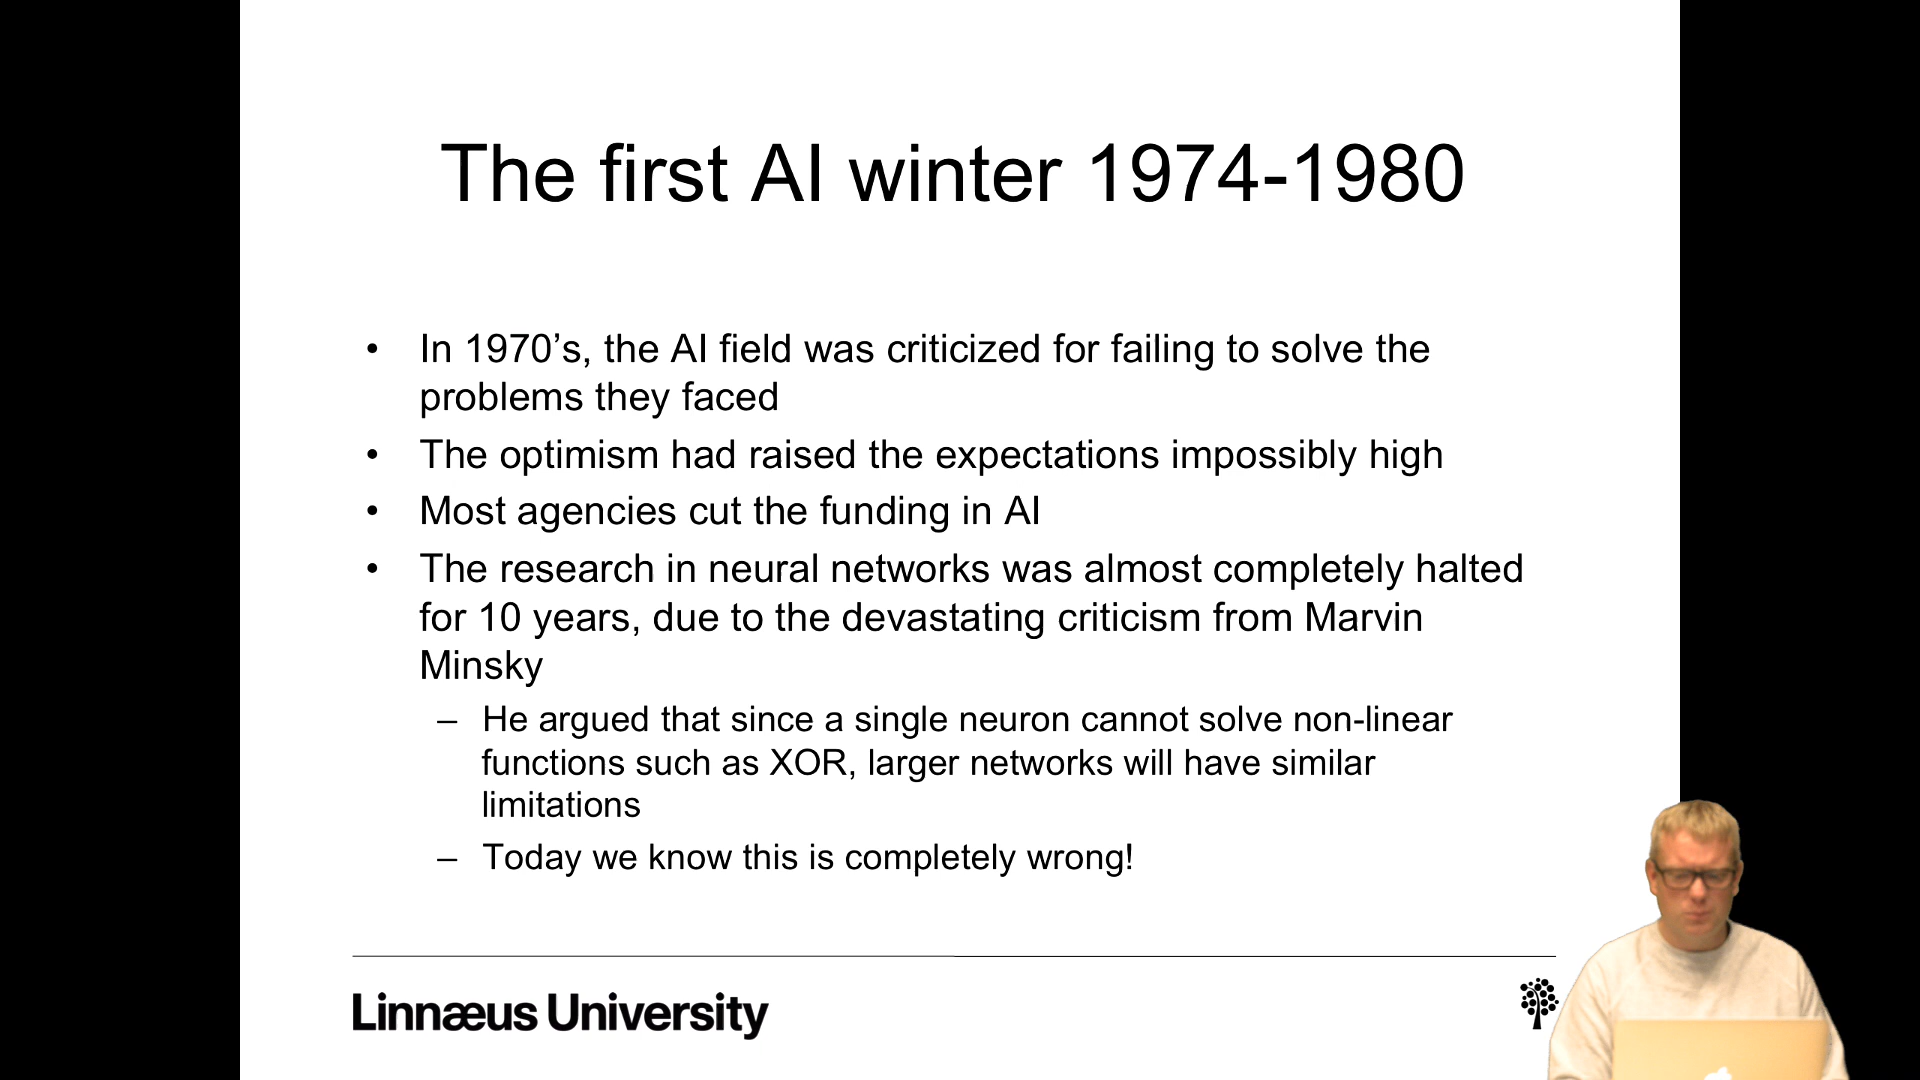 The first AI winter 1974-1980
• In 1970’s, the AI field was criticized for failing to solve the
problems they faced
• The optimism had raised the expectations impossibly high
• Most agencies cut the funding in AI
• The research in neural networks was almost completely halted
for 10 years, due to the devastating criticism from Marvin
Minsky
– He argued that since a single neuron cannot solve non-linear
functions such as XOR, larger networks will have similar
limitations
– Today we know this is completely wrong!
Linnæus University